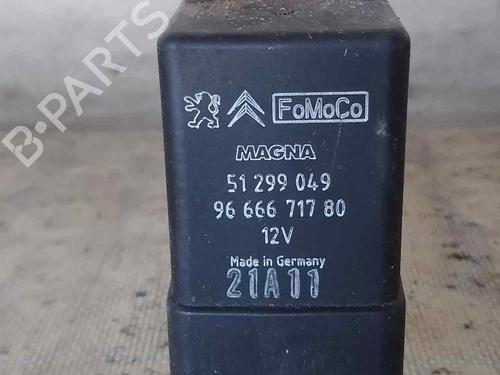 B-PARTS
FoMoCo
MAGNA
51 299 049
96 666 717 80
12V
Made in Germany
21A11